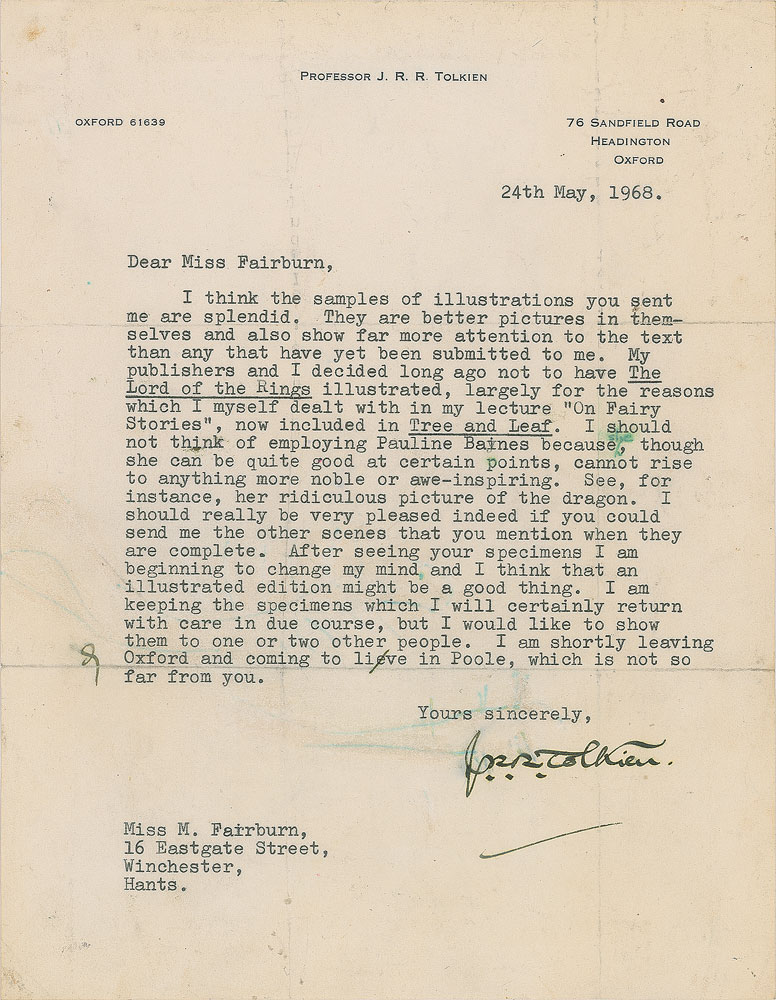 PROFESSOR J. R. R. TOLKIEN
OXFORD 61639
76 SANDFIELD ROAD
HEADINGTON
OXFORD
24th May, 1968.
Dear Miss Fairburn,
I think the samples of illustrations you sent
me are splendid. They are better pictures in them-
selves and also show far more attention to the text
than any that have yet been submitted to me. My
publishers and I decided long ago not to have The
Lord of the Rings illustrated, largely for the reasons
which I myself dealt with in my lecture "On Fairy
Stories", now included in Tree and Leaf. I should
not think of employing Pauline Baines because, she though
she can be quite good at certain points, cannot rise
to anything more noble or awe-inspiring. See, for
instance, her ridiculous picture of the dragon. I
should really be very pleased indeed if you could
send me the other scenes that you mention when they
are complete. After seeing your specimens I am
beginning to change my mind, and I think that an
illustrated edition might be a good thing. I am
keeping the specimens which I will certainly return
with care in due course, but I would like to show
them to one or two other people. I am shortly leaving
Oxford and coming to lieve in Poole, which is not so
far from you.
Yours sincerely,
J.R.R. Tolkien.
Miss M. Fairburn,
16 Eastgate Street,
Winchester,
Hants.